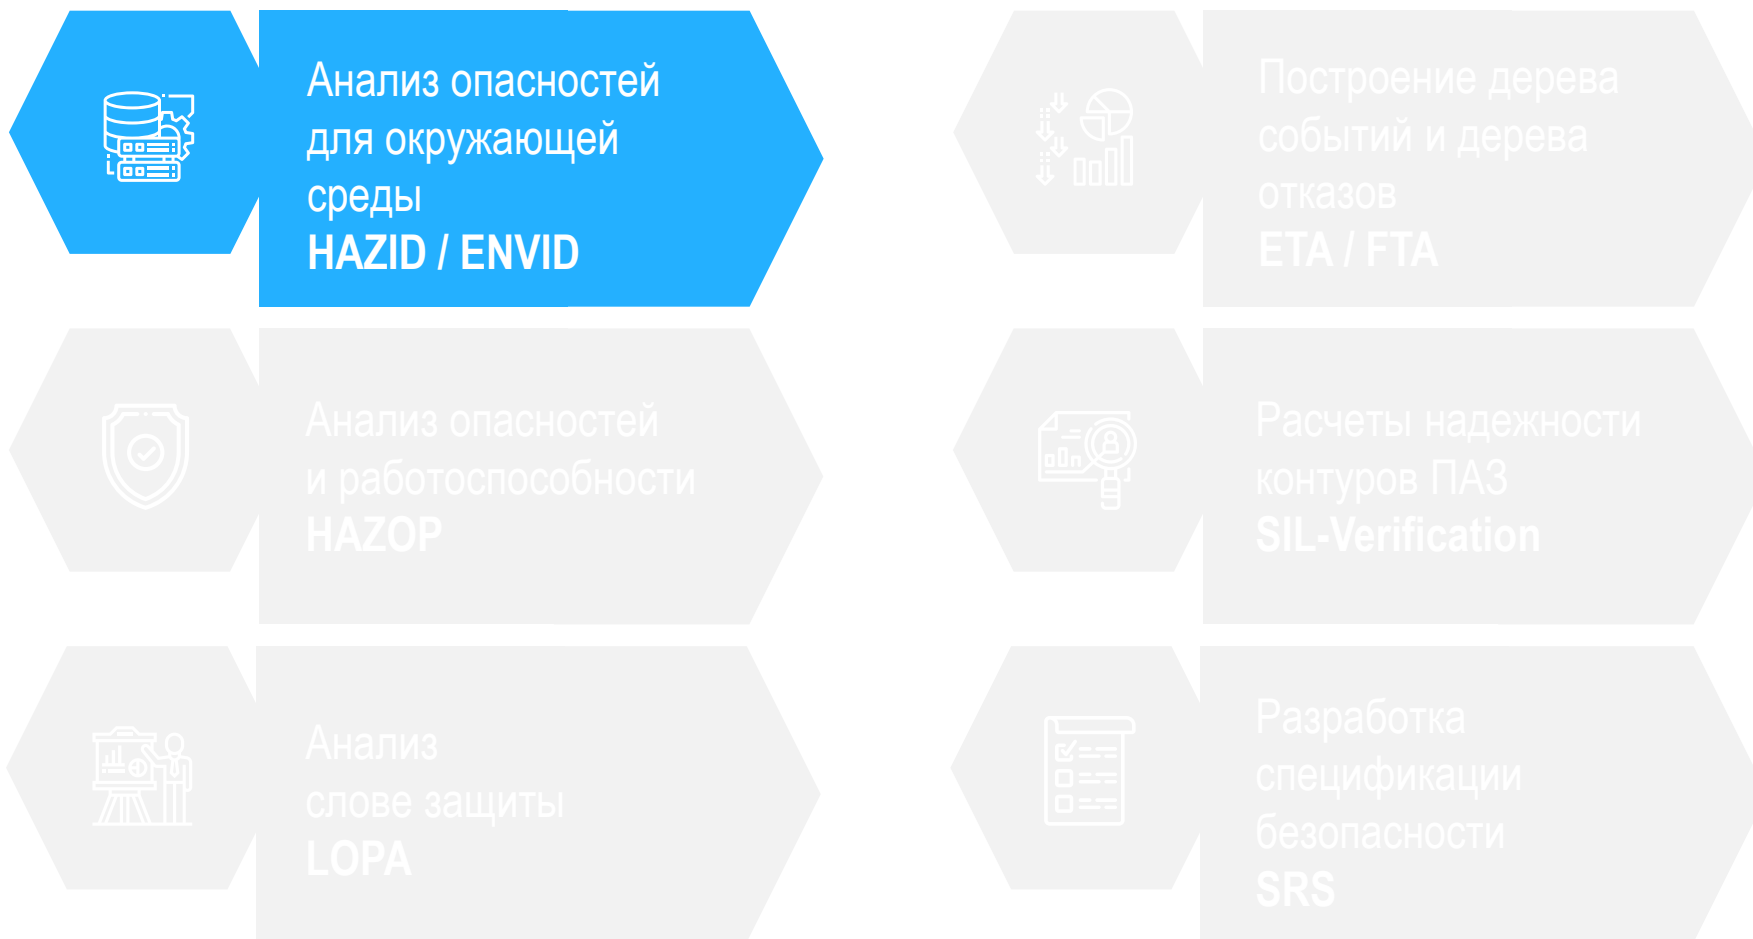 Анализ опасностей
для окружающей
среды
HAZID / ENVID
Анализ опасностей
и работоспособности
HAZOP
Анализ
слове защиты
LOPA
Построение дерева
событий и дерева
отказов
ETA / FTA
Расчеты надежности
контуров ПАЗ
SIL-Verification
Разработка
спецификации
безопасности
SRS